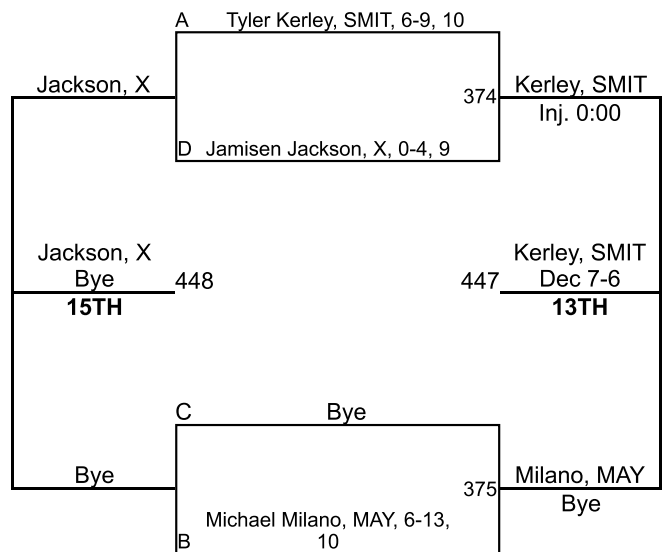 A Tyler Kerley, SMIT, 6-9, 10
Jackson, X
374
Kerley, SMIT
Inj. 0:00
D Jamisen Jackson, X, 0-4, 9
Jackson, X
Bye
448
15TH
447
Kerley, SMIT
Dec 7-6
13TH
C Bye
Bye
375
Milano, MAY
Bye
Michael Milano, MAY, 6-13,
B 10